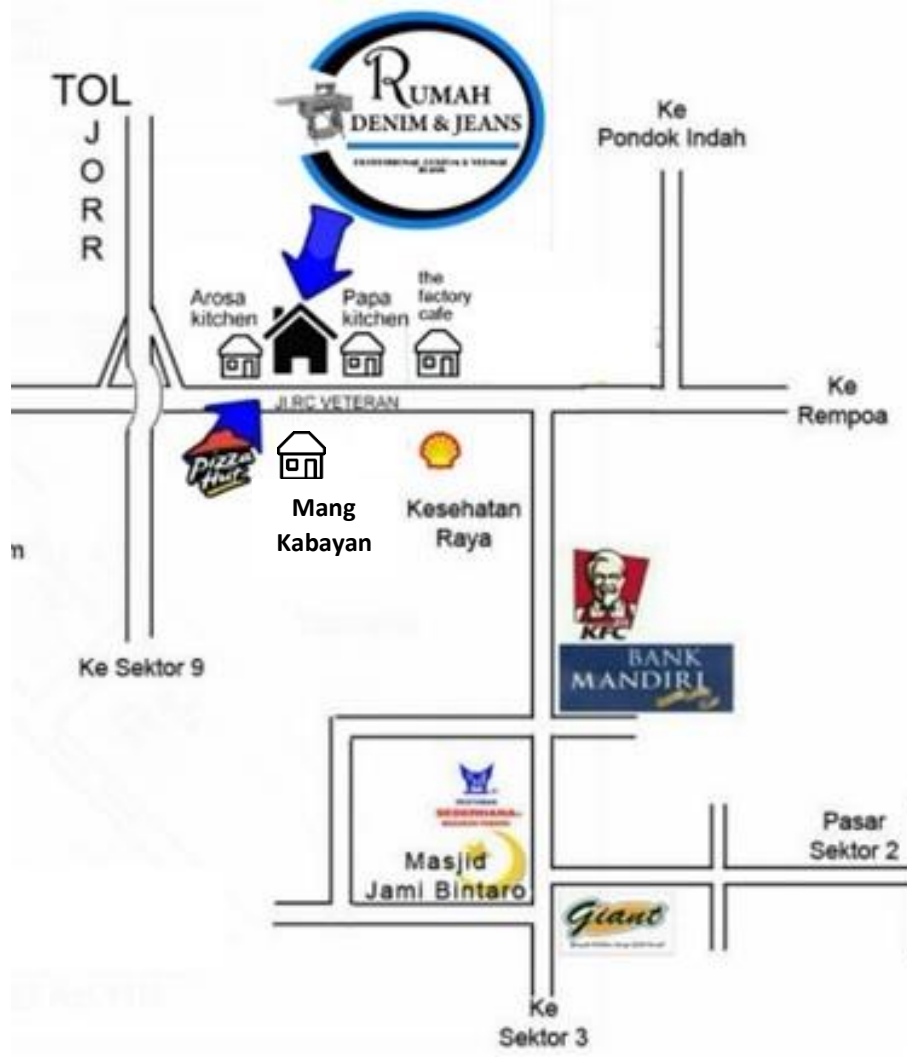 TOL
J
O
R
R
RUMAH
DENIM & JEANS
Ke
Pondok Indah
Arosa
kitchen
Papa
kitchen
the
factory
cafe
Jl.RC VETERAN
Ke
Rempoa
Pizza
Hut
Mang
Kabayan
Kesehatan
Raya
m
KFC
BANK
MANDIRI
Ke Sektor 9
SEDERHANA
Masjid
Jami Bintaro
Pasar
Sektor 2
Giant
Ke
Sektor 3